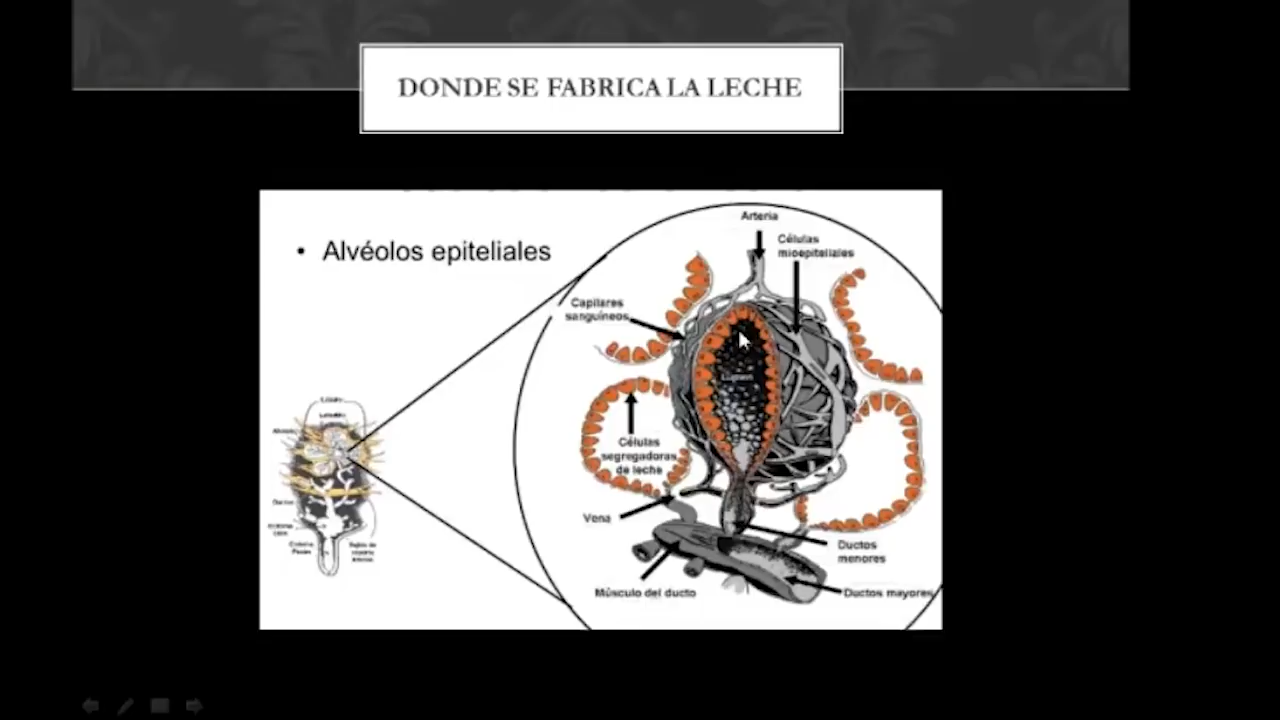 DONDE SE FABRICA LA LECHE
• Alvéolos epiteliales
Arteria
Células
mioepiteliales
Capilares
sanguíneos
Lumen
Células
segregadoras
de leche
Vena
Ductos
menores
Músculo del ducto
Ductos mayores